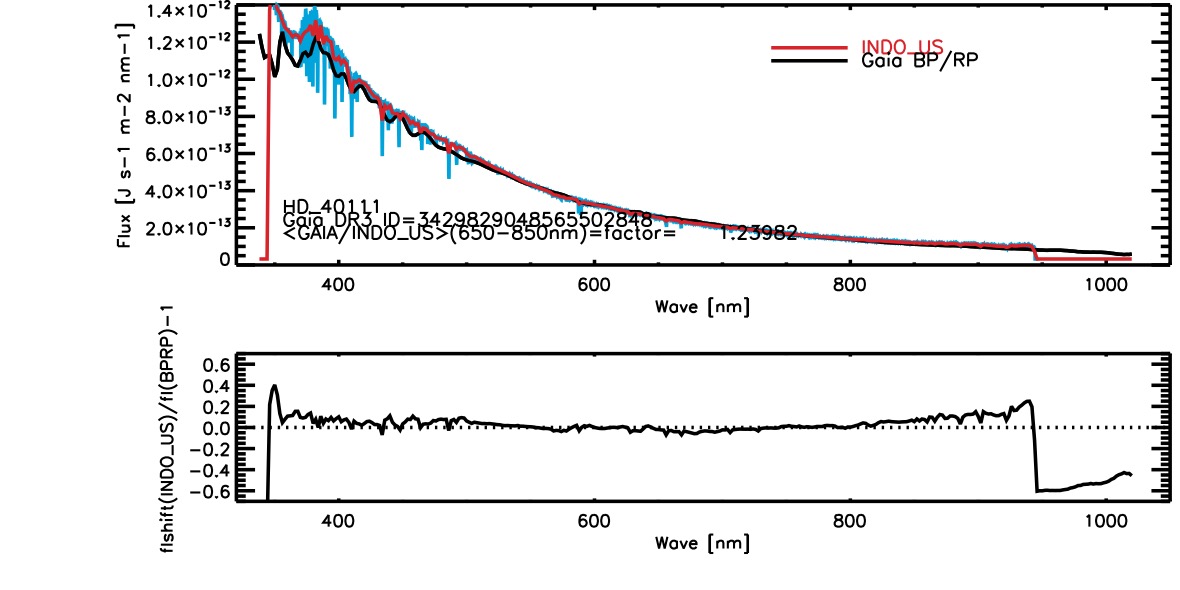 1.4×10−12
1.2×10−12
1.0×10−12
8.0×10−13
6.0×10−13
4.0×10−13
2.0×10−13
0
Flux [J s−1 m−2 nm−1]
INDO_US
Gaia BP/RP
HD_40111
Gaia DR3 ID=3429829048565502848
<GAIA/INDO_US>(650−850nm)=factor= 1.23982
400 600 800 1000
Wave [nm]
flshift(INDO_US)/fl(BPRP)−1
0.6
0.4
0.2
0.0
−0.2
−0.4
−0.6
400 600 800 1000
Wave [nm]